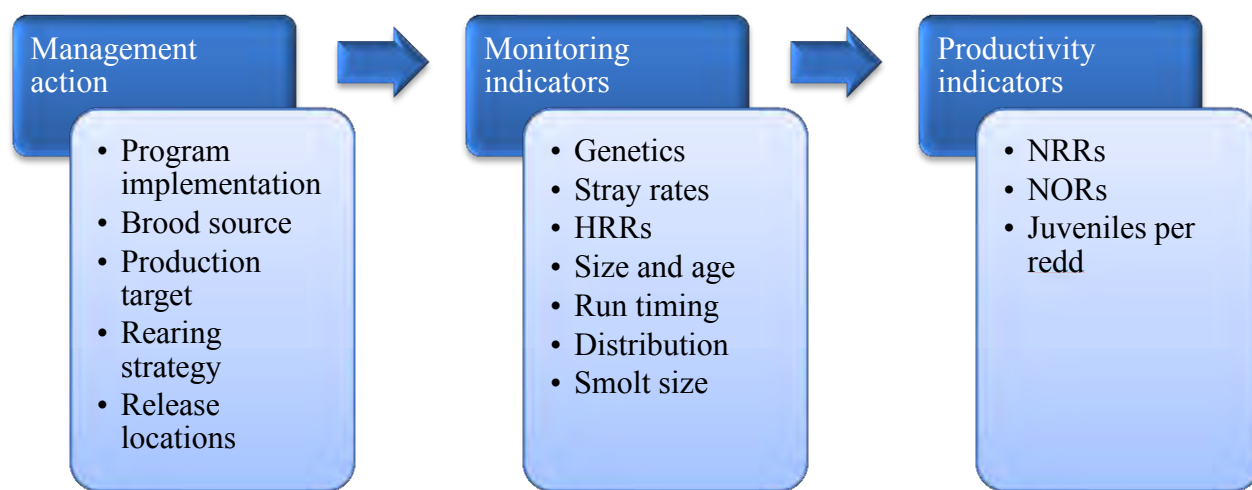 Management
action
• Program
implementation
• Brood source
• Production
target
• Rearing
strategy
• Release
locations
Monitoring
indicators
• Genetics
• Stray rates
• HRRs
• Size and age
• Run timing
• Distribution
• Smolt size
Productivity
indicators
• NRRs
• NORs
• Juveniles per
redd